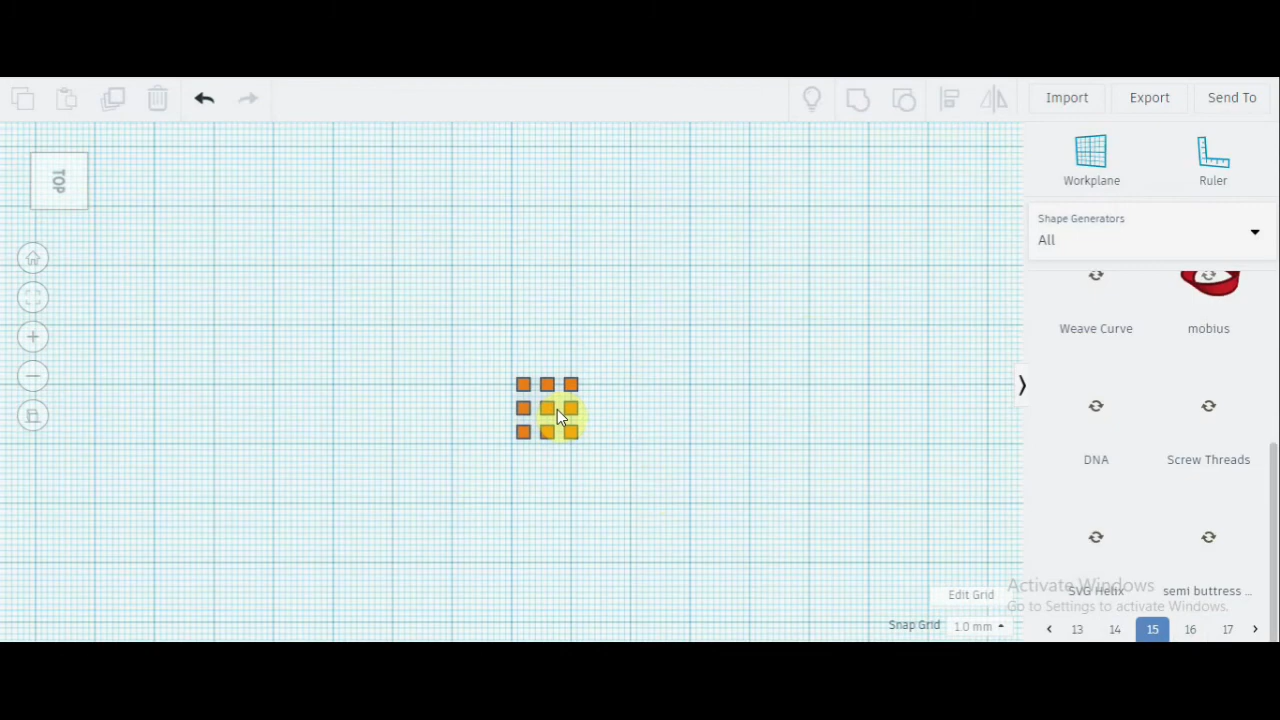 Import Export Send To
TOP
Workplane Ruler
Shape Generators
All
Weave Curve mobius
DNA Screw Threads
SVG Helix semi buttress ...
Activate Windows
Go to Settings to activate Windows.
Edit Grid
Snap Grid 1.0 mm
13 14 15 16 17